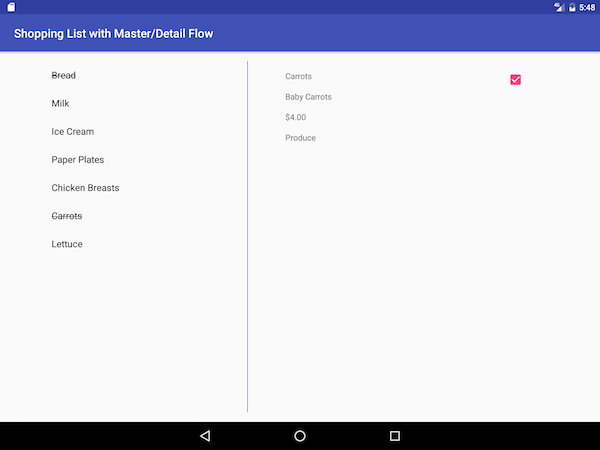 4G 5:48
Shopping List with Master/Detail Flow
Bread
Milk
Ice Cream
Paper Plates
Chicken Breasts
Carrots
Lettuce
Carrots
Baby Carrots
$4.00
Produce